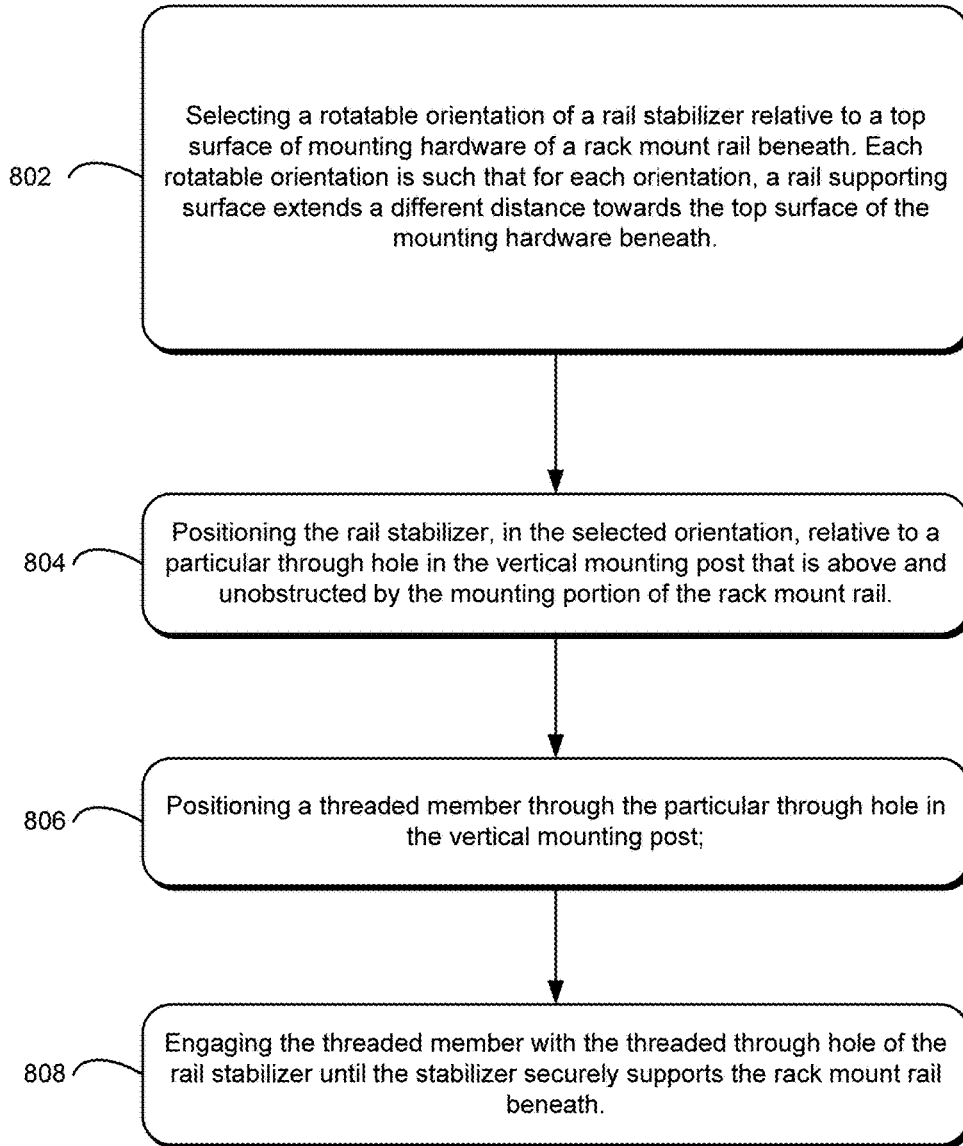 802
Selecting a rotatable orientation of a rail stabilizer relative to a top
surface of mounting hardware of a rack mount rail beneath. Each
rotatable orientation is such that for each orientation, a rail supporting
surface extends a different distance towards the top surface of the
mounting hardware beneath.
804
Positioning the rail stabilizer, in the selected orientation, relative to a
particular through hole in the vertical mounting post that is above and
unobstructed by the mounting portion of the rack mount rail.
806
Positioning a threaded member through the particular through hole in
the vertical mounting post;
808
Engaging the threaded member with the threaded through hole of the
rail stabilizer until the stabilizer securely supports the rack mount rail
beneath.